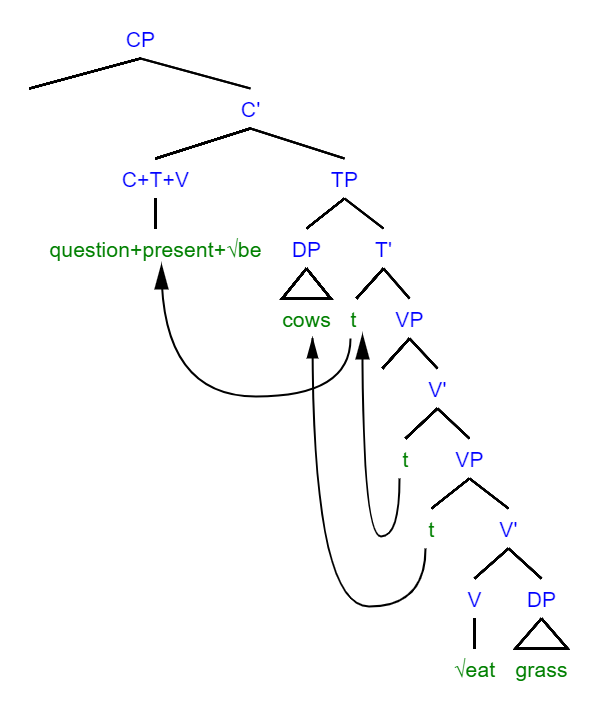 CP
C'
C+T+V TP
question+present+√be DP T'
cows t VP
V'
t VP
t V'
V DP
√eat grass